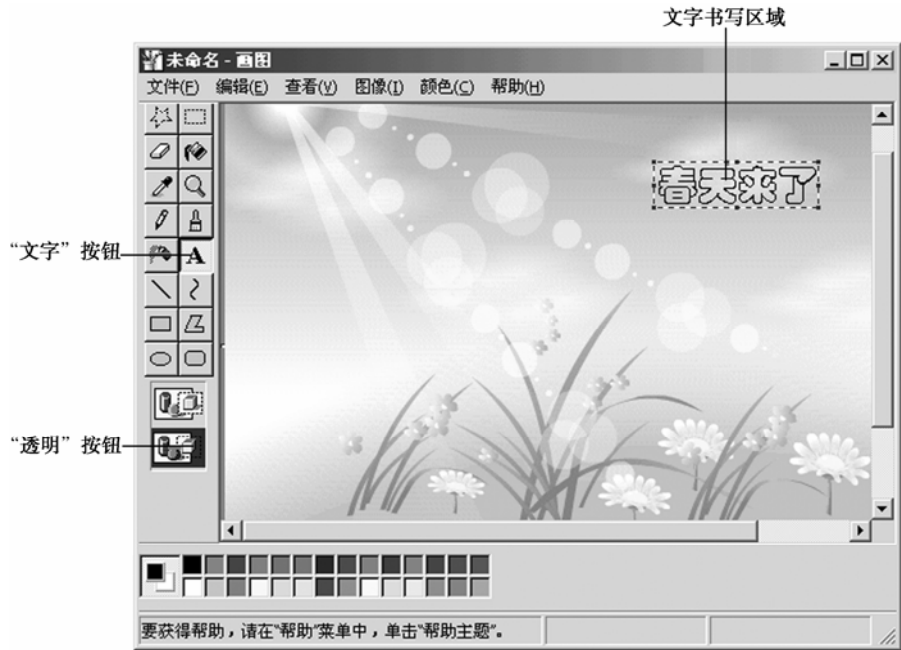 文字书写区域
未命名 - 画图
文件(F) 编辑(E) 查看(V) 图像(I) 颜色(C) 帮助(H)
春天来了
“文字”按钮
A
“透明”按钮
要获得帮助，请在“帮助”菜单中，单击“帮助主题”。